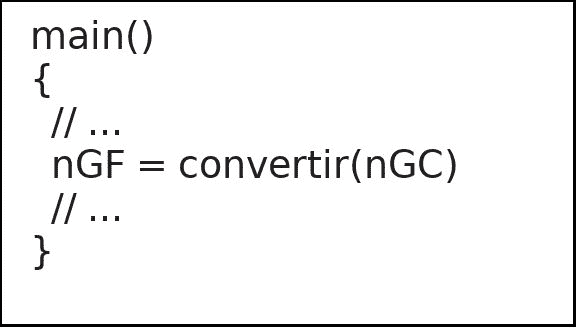 main()
{
// ...
nGF = convertir(nGC)
// ...
}